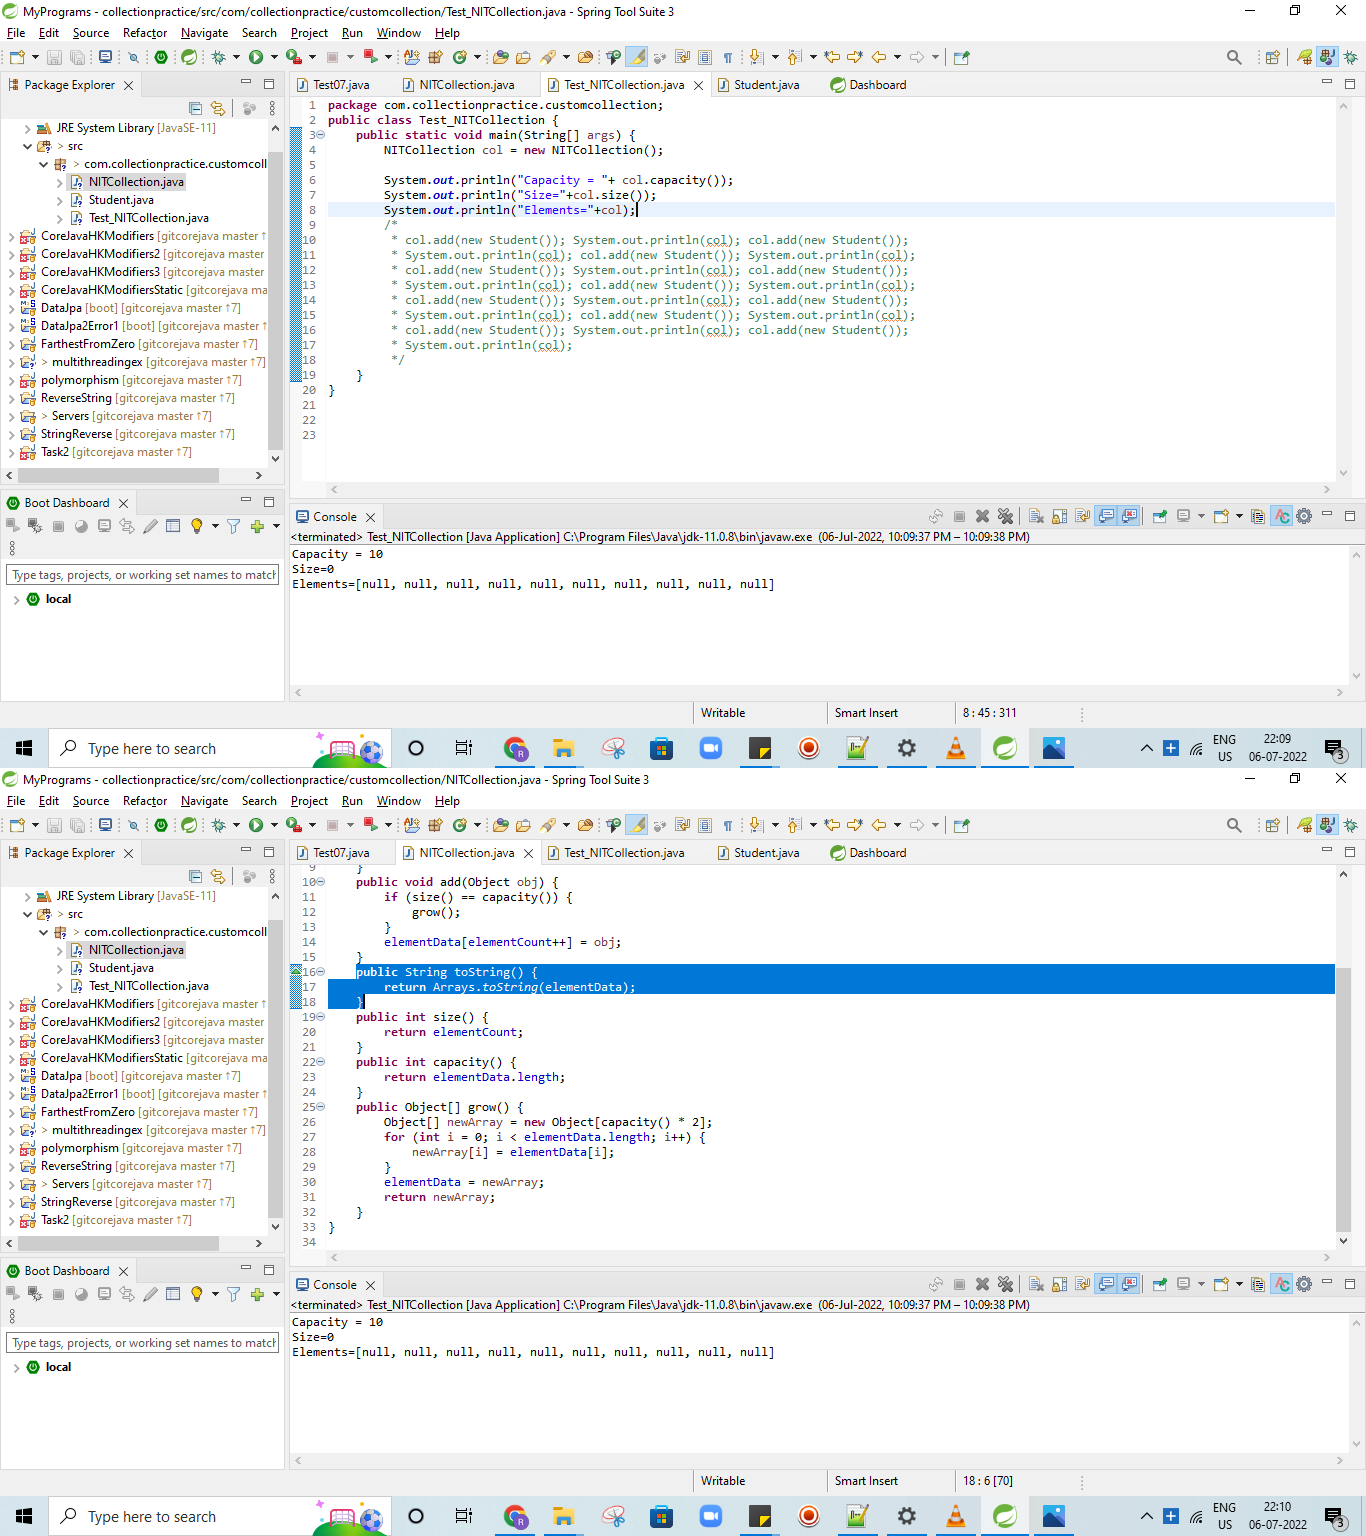 MyPrograms - collectionpractice/src/com/collectionpractice/customcollection/Test_NITCollection.java - Spring Tool Suite 3
File Edit Source Refactor Navigate Search Project Run Window Help
Package Explorer
Test07.java NITCollection.java Test_NITCollection.java Student.java Dashboard
JRE System Library [JavaSE-11]
> src
> com.collectionpractice.customcoll
NITCollection.java
Student.java
Test_NITCollection.java
CoreJavaHKModifiers [gitcorejava master ↑
CoreJavaHKModifiers2 [gitcorejava master
CoreJavaHKModifiers3 [gitcorejava master
CoreJavaHKModifiersStatic [gitcorejava ma
DataJpa [boot] [gitcorejava master ↑7]
DataJpa2Error1 [boot] [gitcorejava master ↑
FarthestFromZero [gitcorejava master ↑7]
> multithreadingex [gitcorejava master ↑7]
polymorphism [gitcorejava master ↑7]
ReverseString [gitcorejava master ↑7]
> Servers [gitcorejava master ↑7]
StringReverse [gitcorejava master ↑7]
Task2 [gitcorejava master ↑7]
1 package com.collectionpractice.customcollection;
2 public class Test_NITCollection {
3 public static void main(String[] args) {
4 NITCollection col = new NITCollection();
5
6 System.out.println("Capacity = "+ col.capacity());
7 System.out.println("Size="+col.size());
8 System.out.println("Elements="+col);
9 /*
10 * col.add(new Student()); System.out.println(col); col.add(new Student());
11 * System.out.println(col); col.add(new Student()); System.out.println(col);
12 * col.add(new Student()); System.out.println(col); col.add(new Student());
13 * System.out.println(col); col.add(new Student()); System.out.println(col);
14 * col.add(new Student()); System.out.println(col); col.add(new Student());
15 * System.out.println(col); col.add(new Student()); System.out.println(col);
16 * col.add(new Student()); System.out.println(col); col.add(new Student());
17 * System.out.println(col);
18 */
19 }
20 }
21
22
23
Boot Dashboard
Type tags, projects, or working set names to match
local
Console
<terminated> Test_NITCollection [Java Application] C:\Program Files\Java\jdk-11.0.8\bin\javaw.exe (06-Jul-2022, 10:09:37 PM – 10:09:38 PM)
Capacity = 10
Size=0
Elements=[null, null, null, null, null, null, null, null, null, null]
Writable Smart Insert 8 : 45 : 311
Type here to search
ENG
US
22:09
06-07-2022
3
MyPrograms - collectionpractice/src/com/collectionpractice/customcollection/NITCollection.java - Spring Tool Suite 3
File Edit Source Refactor Navigate Search Project Run Window Help
Package Explorer
Test07.java NITCollection.java Test_NITCollection.java Student.java Dashboard
JRE System Library [JavaSE-11]
> src
> com.collectionpractice.customcoll
NITCollection.java
Student.java
Test_NITCollection.java
CoreJavaHKModifiers [gitcorejava master ↑
CoreJavaHKModifiers2 [gitcorejava master
CoreJavaHKModifiers3 [gitcorejava master
CoreJavaHKModifiersStatic [gitcorejava ma
DataJpa [boot] [gitcorejava master ↑7]
DataJpa2Error1 [boot] [gitcorejava master ↑
FarthestFromZero [gitcorejava master ↑7]
> multithreadingex [gitcorejava master ↑7]
polymorphism [gitcorejava master ↑7]
ReverseString [gitcorejava master ↑7]
> Servers [gitcorejava master ↑7]
StringReverse [gitcorejava master ↑7]
Task2 [gitcorejava master ↑7]
9 }
10 public void add(Object obj) {
11 if (size() == capacity()) {
12 grow();
13 }
14 elementData[elementCount++] = obj;
15 }
16 public String toString() {
17 return Arrays.toString(elementData);
18 }
19 public int size() {
20 return elementCount;
21 }
22 public int capacity() {
23 return elementData.length;
24 }
25 public Object[] grow() {
26 Object[] newArray = new Object[capacity() * 2];
27 for (int i = 0; i < elementData.length; i++) {
28 newArray[i] = elementData[i];
29 }
30 elementData = newArray;
31 return newArray;
32 }
33 }
34
Boot Dashboard
Type tags, projects, or working set names to match
local
Console
<terminated> Test_NITCollection [Java Application] C:\Program Files\Java\jdk-11.0.8\bin\javaw.exe (06-Jul-2022, 10:09:37 PM – 10:09:38 PM)
Capacity = 10
Size=0
Elements=[null, null, null, null, null, null, null, null, null, null]
Writable Smart Insert 18 : 6 [70]
Type here to search
ENG
US
22:10
06-07-2022
3